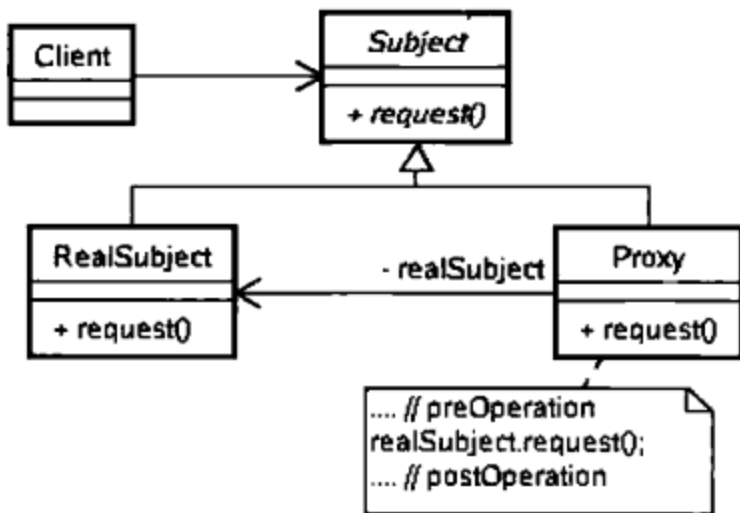 Client
Subject
+ request()
RealSubject
+ request()
- realSubject
Proxy
+ request()
.... // preOperation
realSubject.request();
.... // postOperation